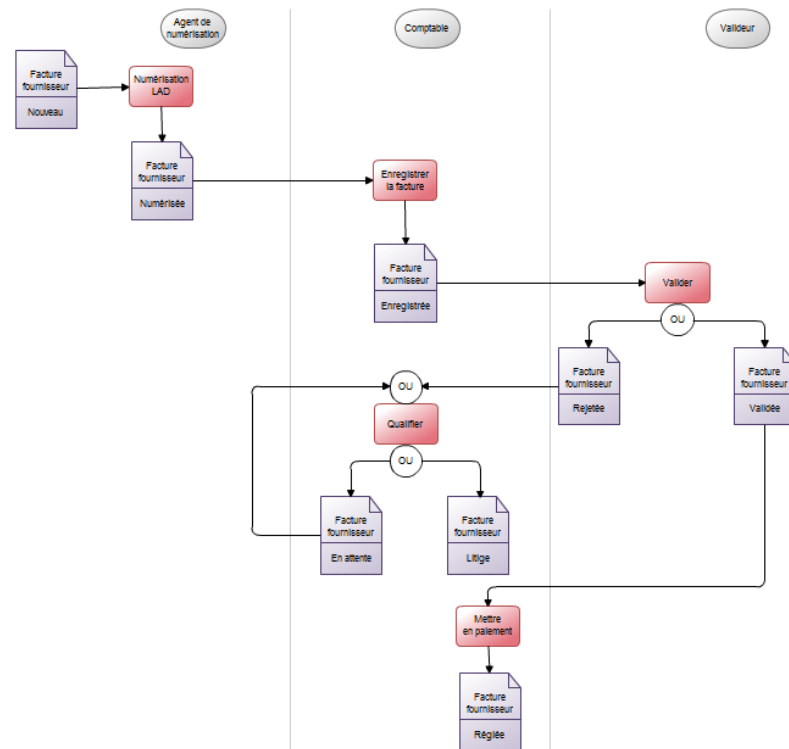 Agent de
numérisation
Comptable
Valideur
Facture
fournisseur
Nouveau
Numérisation
LAD
Facture
fournisseur
Numérisée
Enregistrer
la facture
Facture
fournisseur
Enregistrée
Valider
OU
Facture
fournisseur
Rejetée
Facture
fournisseur
Validée
OU
Qualifier
OU
Facture
fournisseur
En attente
Facture
fournisseur
Litige
Mettre
en paiement
Facture
fournisseur
Réglée